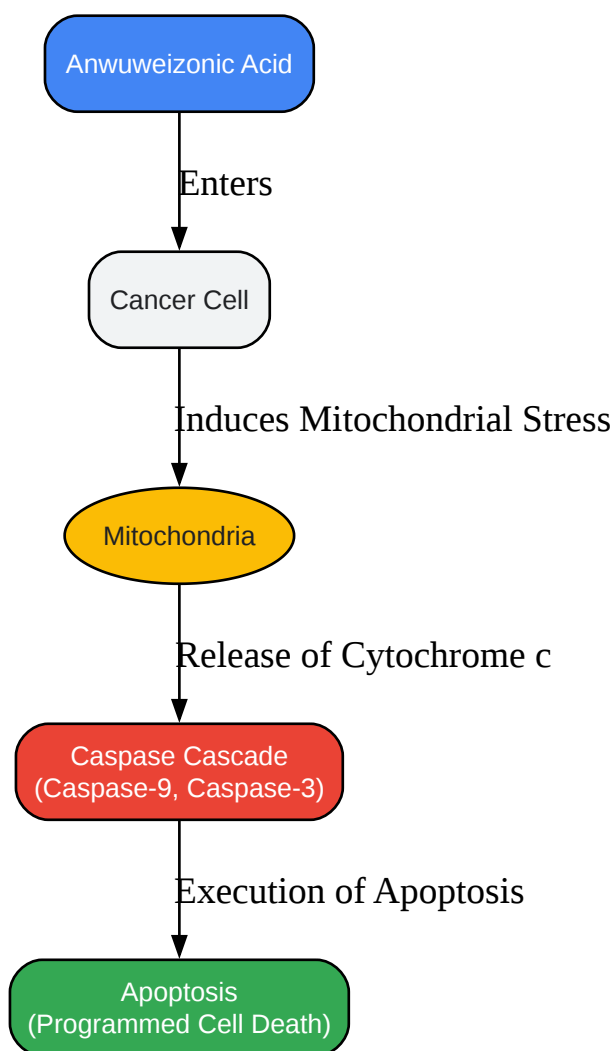 Anwuweizonic Acid
Enters
Cancer Cell
Induces Mitochondrial Stress
Mitochondria
Release of Cytochrome c
Caspase Cascade
(Caspase-9, Caspase-3)
Execution of Apoptosis
Apoptosis
(Programmed Cell Death)